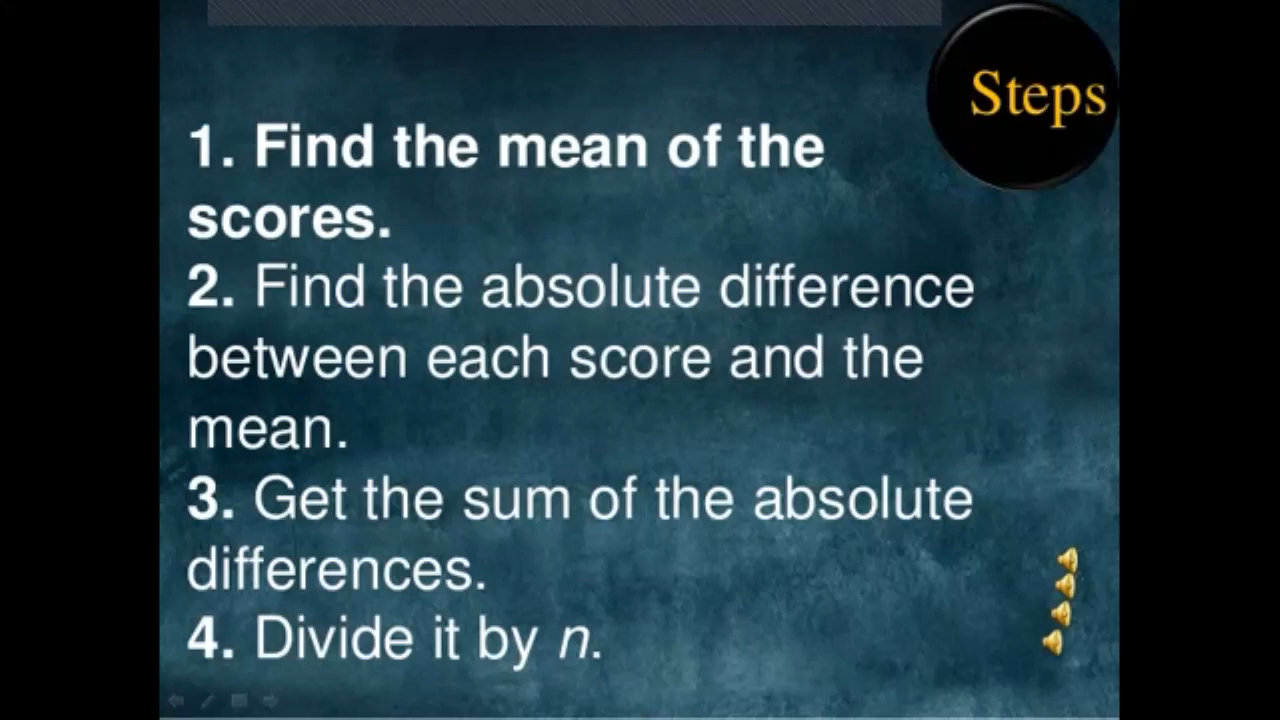 Steps
1. Find the mean of the
scores.
2. Find the absolute difference
between each score and the
mean.
3. Get the sum of the absolute
differences.
4. Divide it by n.